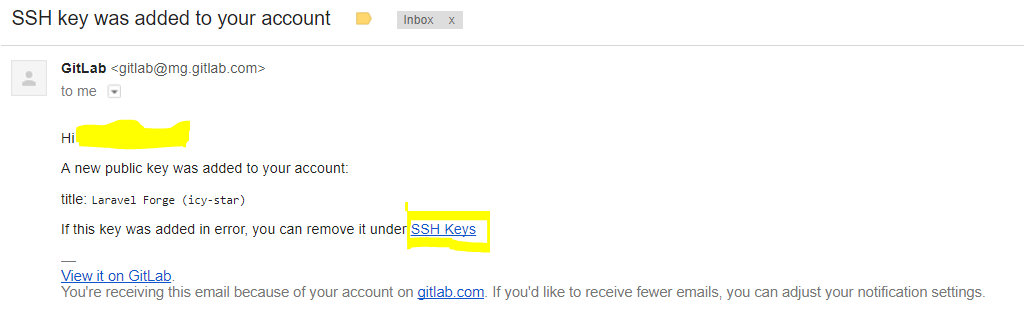 SSH key was added to your account
Inbox x
GitLab <gitlab@mg.gitlab.com>
to me
Hi
A new public key was added to your account:
title: Laravel Forge (icy-star)
If this key was added in error, you can remove it under SSH Keys
—
View it on GitLab.
You're receiving this email because of your account on gitlab.com. If you'd like to receive fewer emails, you can adjust your notification settings.